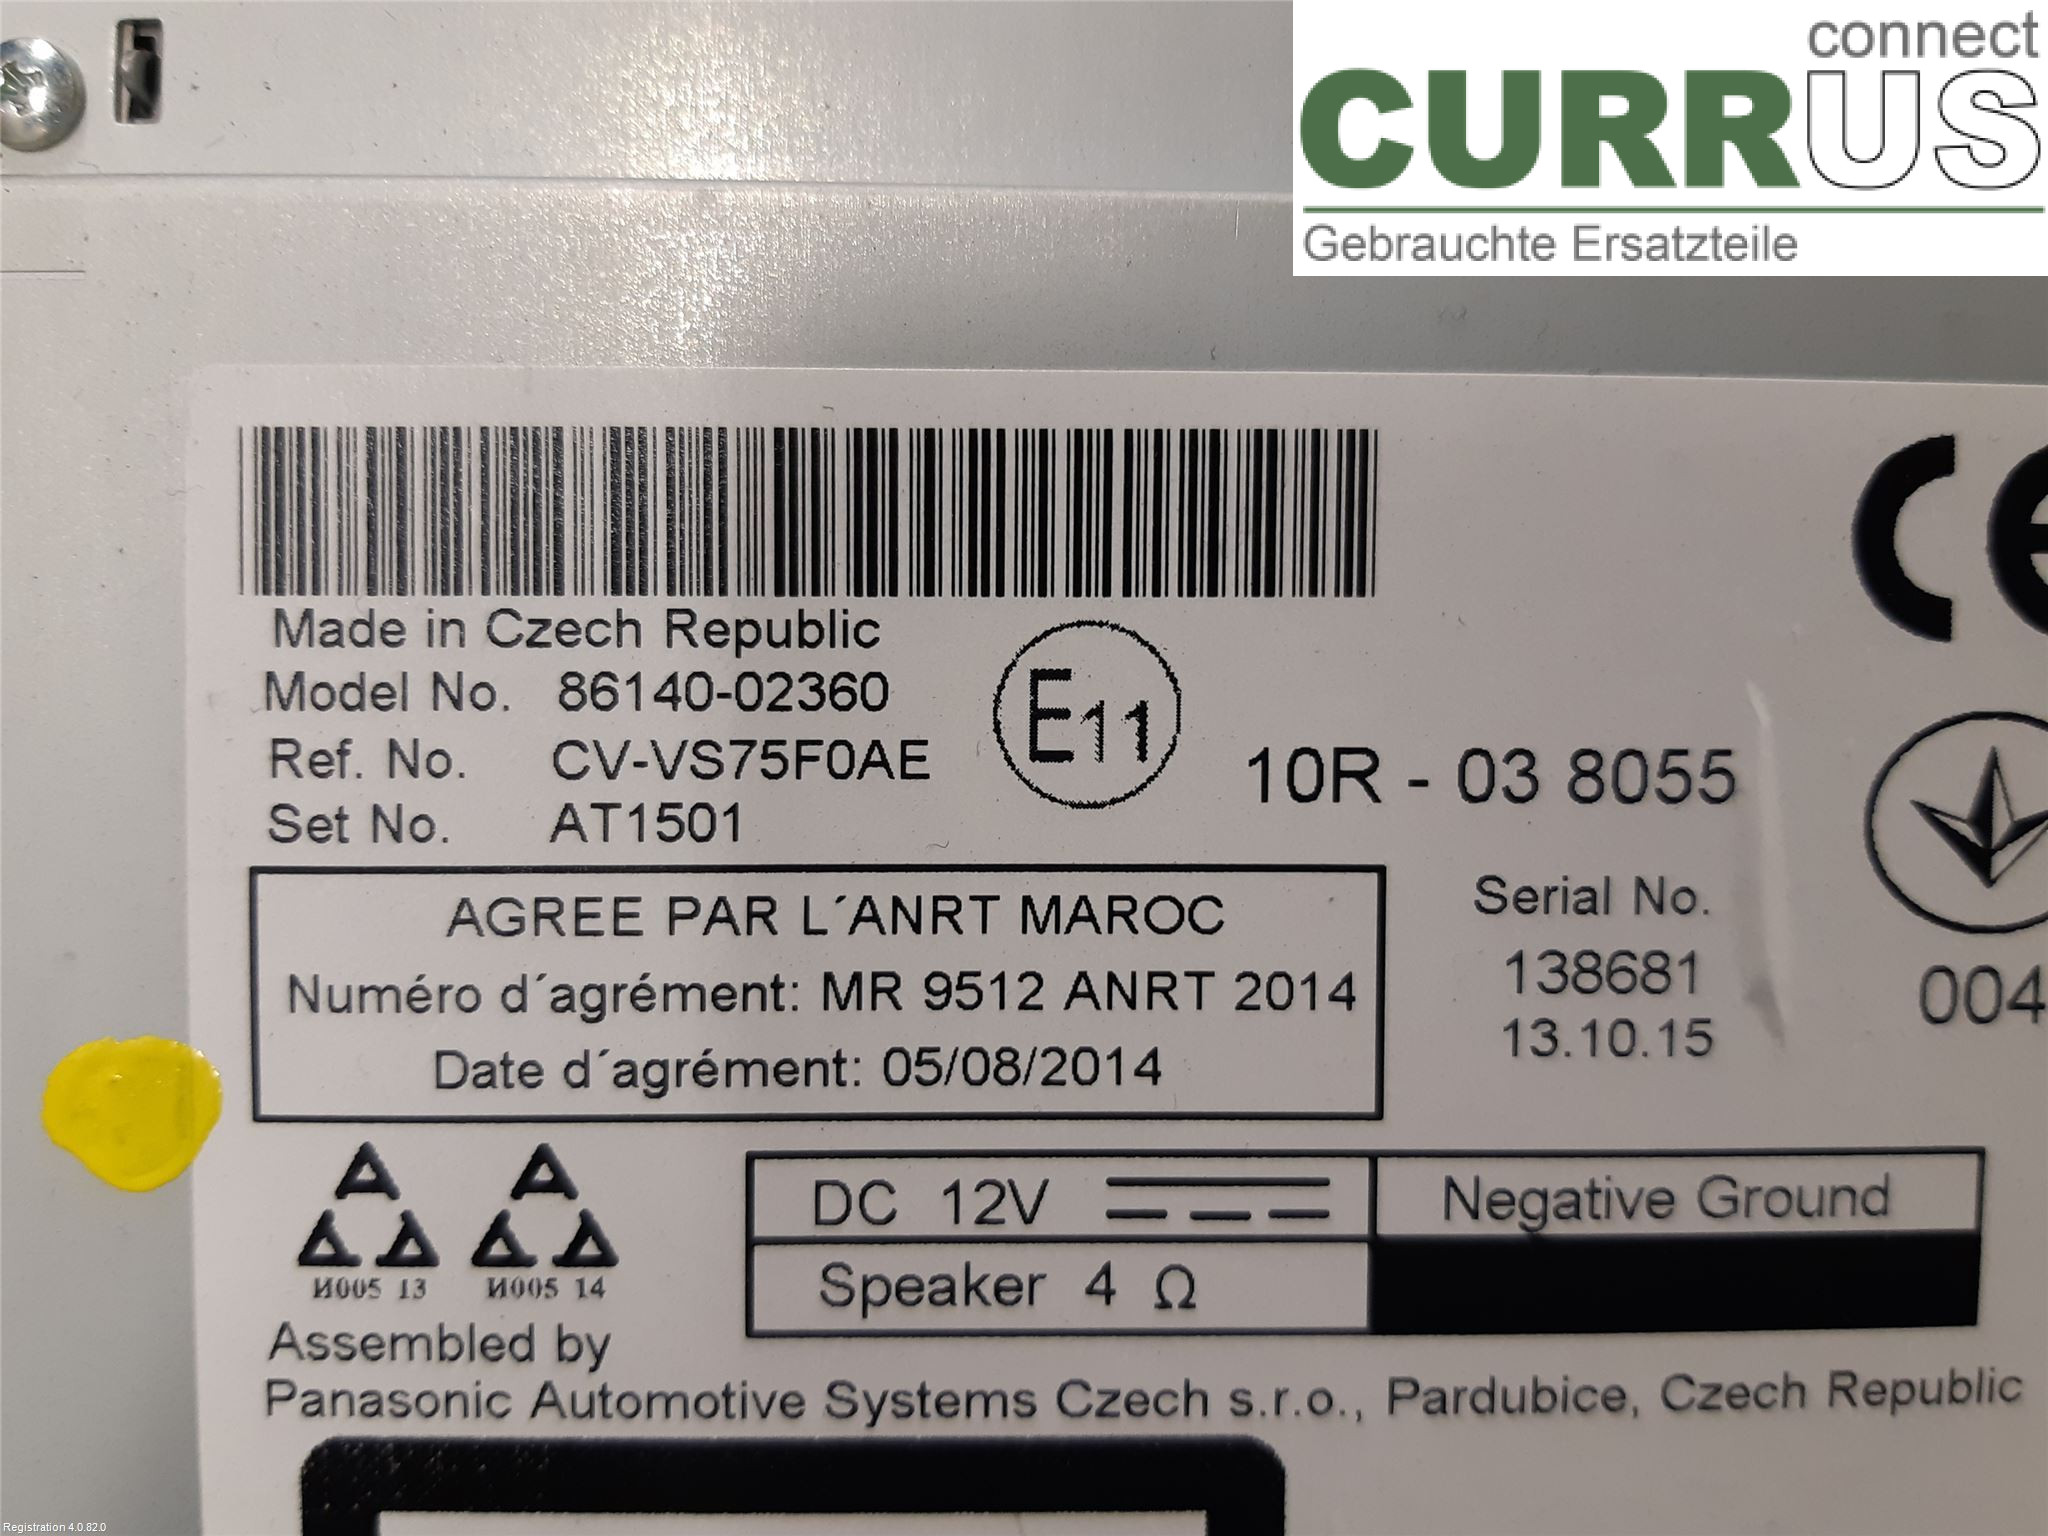 connect
CURRUS
Gebrauchte Ersatzteile
CE
Made in Czech Republic
Model No. 86140-02360
Ref. No. CV-VS75F0AE
Set No. AT1501
E11
10R - 03 8055
AGREE PAR L´ANRT MAROC
Numéro d´agrément: MR 9512 ANRT 2014
Date d´agrément: 05/08/2014
Serial No.
138681
13.10.15
004
И005 13
И005 14
DC 12V
Negative Ground
Speaker 4 Ω
Assembled by
Panasonic Automotive Systems Czech s.r.o., Pardubice, Czech Republic
Registration 4.0.82.0